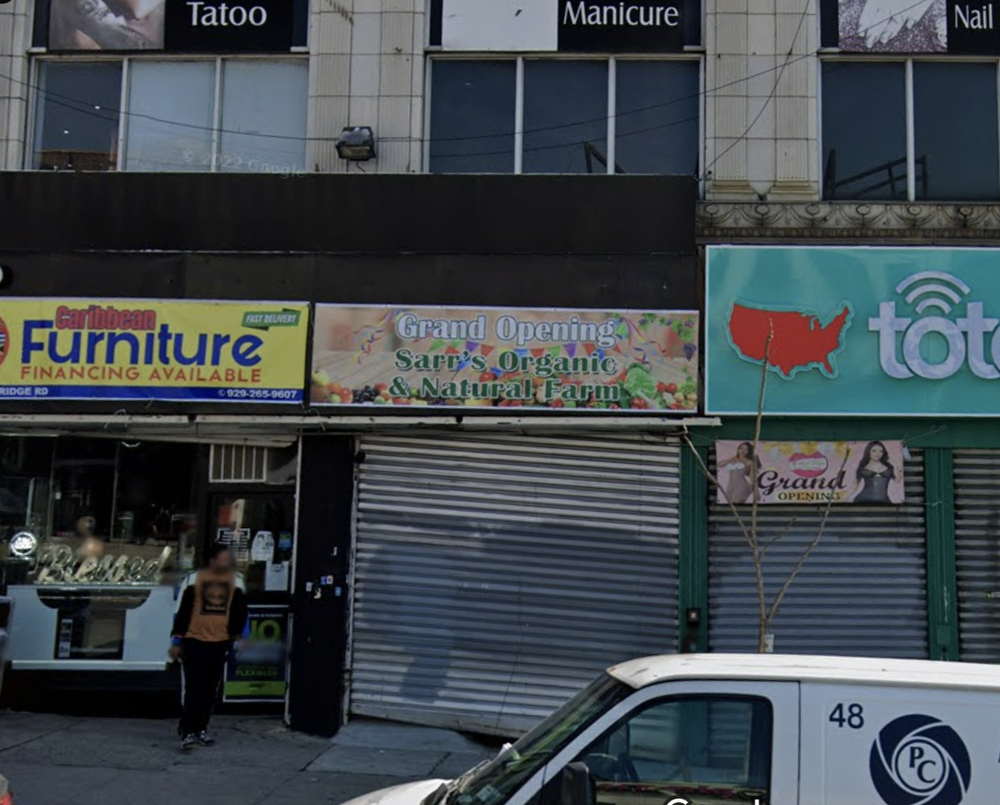 Tatoo
Manicure
Nail
© 2022 Google
Caribbean
FAST DELIVERY
Furniture
FINANCING AVAILABLE
RIDGE RD
929-265-9607
Grand Opening
Sarr's Organic
& Natural Farm
tot
Grand
OPENING
Blessed
48
PC